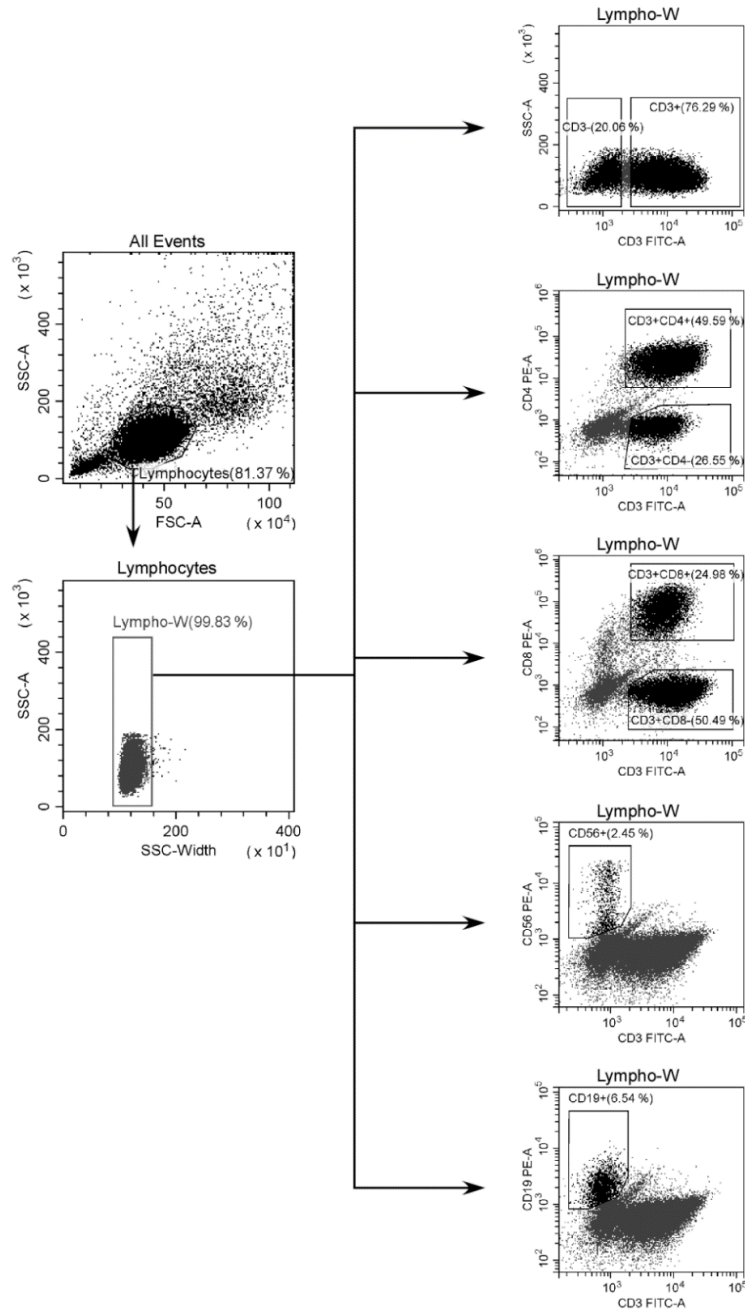 All Events
( x 10³)
SSC-A
400
200
0
Lymphocytes(81.37 %)
50
100
FSC-A
( x 10⁴)
Lymphocytes
( x 10³)
SSC-A
400
200
0
Lympho-W(99.83 %)
0
200
400
SSC-Width
( x 10¹)
Lympho-W
( x 10³)
SSC-A
400
200
0
CD3+(76.29 %)
CD3-(20.06 %)
10³
10⁴
10⁵
CD3 FITC-A
Lympho-W
CD4 PE-A
10⁶
10⁵
10⁴
10³
10²
CD3+CD4+(49.59 %)
CD3+CD4-(26.55 %)
10³
10⁴
10⁵
CD3 FITC-A
Lympho-W
CD8 PE-A
10⁶
10⁵
10⁴
10³
10²
CD3+CD8+(24.98 %)
CD3+CD8-(50.49 %)
10³
10⁴
10⁵
CD3 FITC-A
Lympho-W
CD56 PE-A
10⁵
10⁴
10³
10²
CD56+(2.45 %)
10³
10⁴
10⁵
CD3 FITC-A
Lympho-W
CD19 PE-A
10⁵
10⁴
10³
10²
CD19+(6.54 %)
10³
10⁴
10⁵
CD3 FITC-A